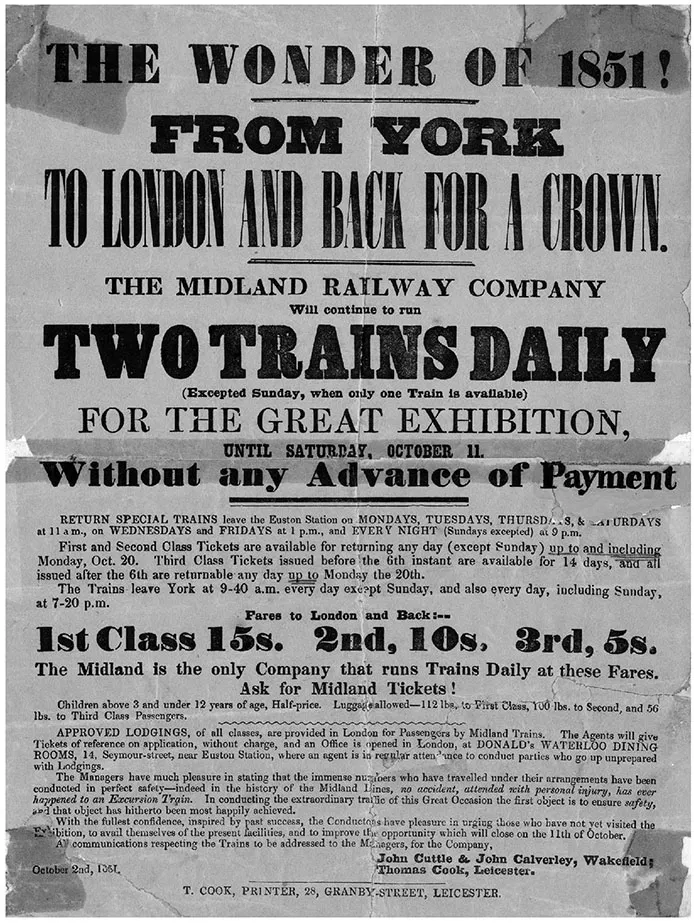 THE WONDER OF 1851!
FROM YORK
TO LONDON AND BACK FOR A CROWN.
THE MIDLAND RAILWAY COMPANY
Will continue to run
TWO TRAINS DAILY
(Excepted Sunday, when only one Train is available)
FOR THE GREAT EXHIBITION,
UNTIL SATURDAY, OCTOBER 11.
Without any Advance of Payment
RETURN SPECIAL TRAINS leave the Euston Station on MONDAYS, TUESDAYS, THURSDAYS, & SATURDAYS
at 11 a.m., on WEDNESDAYS and FRIDAYS at 1 p.m., and EVERY NIGHT (Sundays excepted) at 9 p.m.
First and Second Class Tickets are available for returning any day (except Sunday) up to and including
Monday, Oct. 20. Third Class Tickets issued before the 6th instant are available for 14 days, and all
issued after the 6th are returnable any day up to Monday the 20th.
The Trains leave York at 9-40 a.m. every day except Sunday, and also every day, including Sunday,
at 7-20 p.m.
Fares to London and Back:--
1st Class 15s. 2nd, 10s. 3rd, 5s.
The Midland is the only Company that runs Trains Daily at these Fares.
Ask for Midland Tickets!
Children above 3 and under 12 years of age, Half-price. Luggage allowed—112 lbs. to First Class, 100 lbs. to Second, and 56
lbs. to Third Class Passengers.
APPROVED LODGINGS, of all classes, are provided in London for Passengers by Midland Trains. The Agents will give
Tickets of reference on application, without charge, and an Office is opened in London, at DONALD'S WATERLOO DINING
ROOMS, 14, Seymour-street, near Euston Station, where an agent is in regular attendance to conduct parties who go up unprepared
with Lodgings.
The Managers have much pleasure in stating that the immense numbers who have travelled under their arrangements have been
conducted in perfect safety—indeed in the history of the Midland Lines, no accident, attended with personal injury, has ever
happened to an Excursion Train. In conducting the extraordinary traffic of this Great Occasion the first object is to ensure safety,
and that object has hitherto been most happily achieved.
With the fullest confidence, inspired by past success, the Conductors have pleasure in urging those who have not yet visited the
Exhibition, to avail themselves of the present facilities, and to improve the opportunity which will close on the 11th of October.
All communications respecting the Trains to be addressed to the Managers, for the Company,
John Cuttle & John Calverley, Wakefield;
Thomas Cook, Leicester.
October 2nd, 1851.
T. COOK, PRINTER, 28, GRANBY-STREET, LEICESTER.